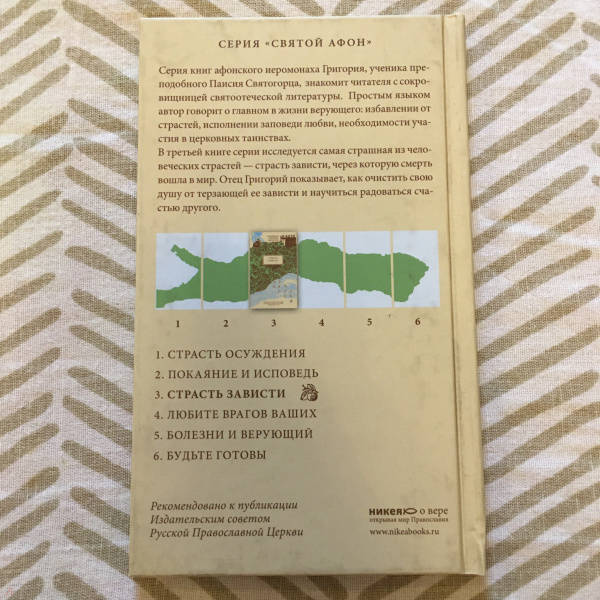 СЕРИЯ «СВЯТОЙ АФОН»
Серия книг афонского иеромонаха Григория, ученика пре-
подобного Паисия Святогорца, знакомит читателя с сокро-
вищницей святоотеческой литературы. Простым языком
автор говорит о главном в жизни верующего: избавлении от
страстей, исполнении заповеди любви, необходимости уча-
стия в церковных таинствах.
В третьей книге серии исследуется самая страшная из чело-
веческих страстей — страсть зависти, через которую смерть
вошла в мир. Отец Григорий показывает, как очистить свою
душу от терзающей ее зависти и научиться радоваться сча-
стью другого.
1 2 3 4 5 6
1. СТРАСТЬ ОСУЖДЕНИЯ
2. ПОКАЯНИЕ И ИСПОВЕДЬ
3. СТРАСТЬ ЗАВИСТИ
4. ЛЮБИТЕ ВРАГОВ ВАШИХ
5. БОЛЕЗНИ И ВЕРУЮЩИЙ
6. БУДЬТЕ ГОТОВЫ
Рекомендовано к публикации
Издательским советом
Русской Православной Церкви
никея о вере
открывая мир Православия
www.nikeabooks.ru